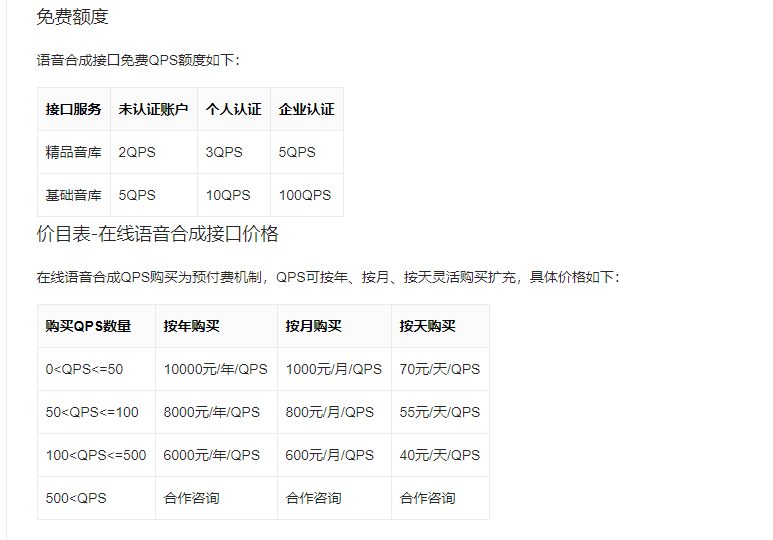 免费额度
语音合成接口免费QPS额度如下：
接口服务 未认证账户 个人认证 企业认证
精品音库 2QPS 3QPS 5QPS
基础音库 5QPS 10QPS 100QPS
价目表-在线语音合成接口价格
在线语音合成QPS购买为预付费机制，QPS可按年、按月、按天灵活购买扩充，具体价格如下：
购买QPS数量 按年购买 按月购买 按天购买
0<QPS<=50 10000元/年/QPS 1000元/月/QPS 70元/天/QPS
50<QPS<=100 8000元/年/QPS 800元/月/QPS 55元/天/QPS
100<QPS<=500 6000元/年/QPS 600元/月/QPS 40元/天/QPS
500<QPS 合作咨询 合作咨询 合作咨询